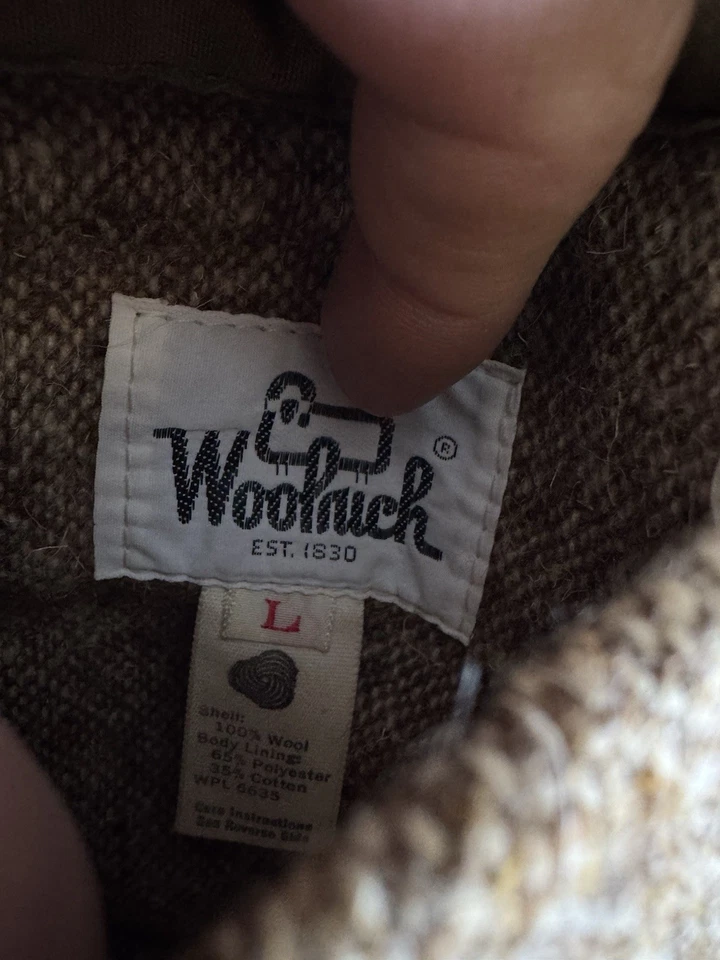 Woolrich
®
EST. 1830
L
Shell:
100% Wool
Body Lining:
65% Polyester
35% Cotton
WPL 6635
Care Instructions
See Reverse Side